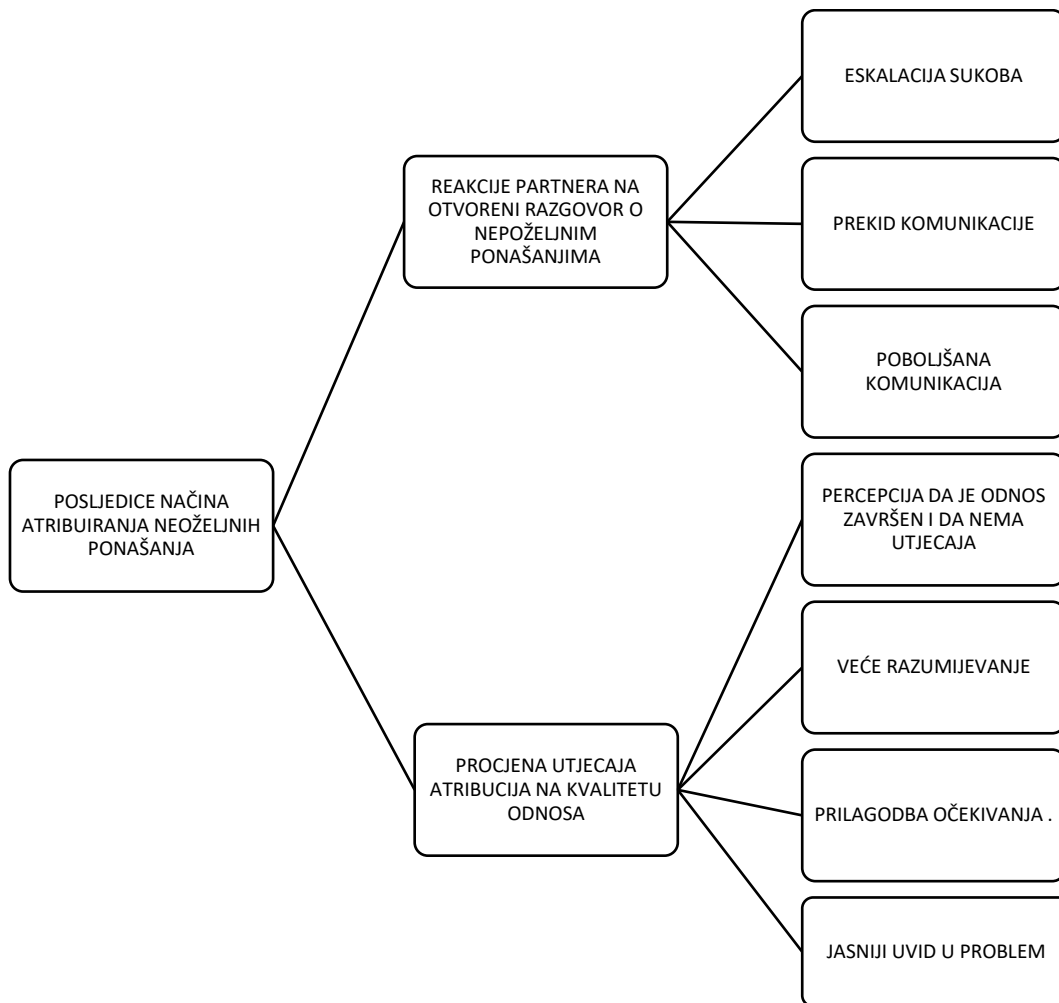 POSLJEDICE NAČINA
ATRIBUIRANJA NEOŽELJNIH
PONAŠANJA
REAKCIJE PARTNERA NA
OTVORENI RAZGOVOR O
NEPOŽELJNIM
PONAŠANJIMA
ESKALACIJA SUKOBA
PREKID KOMUNIKACIJE
POBOLJŠANA
KOMUNIKACIJA
PROCJENA UTJECAJA
ATRIBUCIJA NA KVALITETU
ODNOSA
PERCEPCIJA DA JE ODNOS
ZAVRŠEN I DA NEMA
UTJECAJA
VEĆE RAZUMIJEVANJE
PRILAGODBA OČEKIVANJA .
JASNIJI UVID U PROBLEM